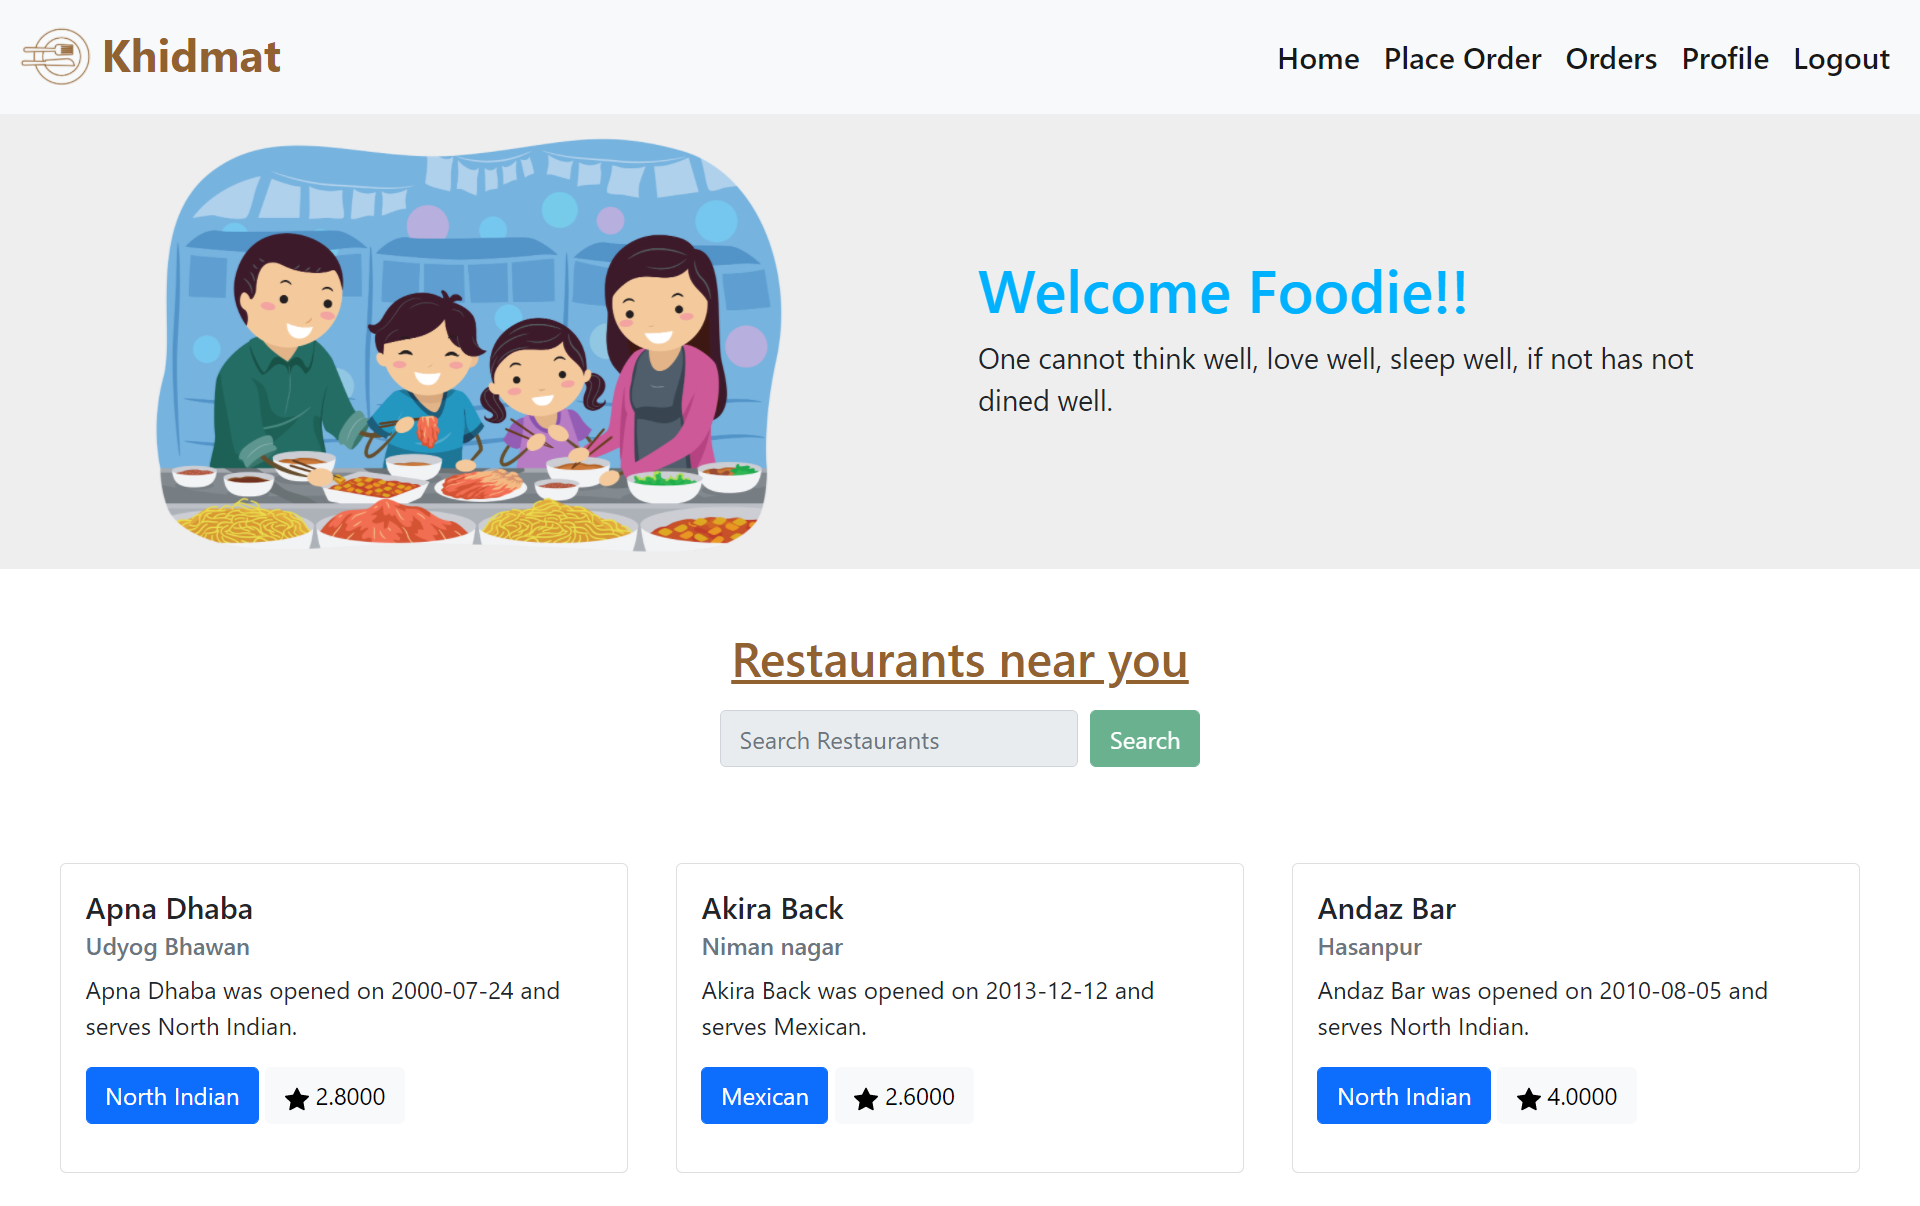 Khidmat
Home Place Order Orders Profile Logout
Welcome Foodie!!
One cannot think well, love well, sleep well, if not has not
dined well.
Restaurants near you
Search Restaurants Search
Apna Dhaba
Udyog Bhawan
Apna Dhaba was opened on 2000-07-24 and
serves North Indian.
North Indian 2.8000
Akira Back
Niman nagar
Akira Back was opened on 2013-12-12 and
serves Mexican.
Mexican 2.6000
Andaz Bar
Hasanpur
Andaz Bar was opened on 2010-08-05 and
serves North Indian.
North Indian 4.0000